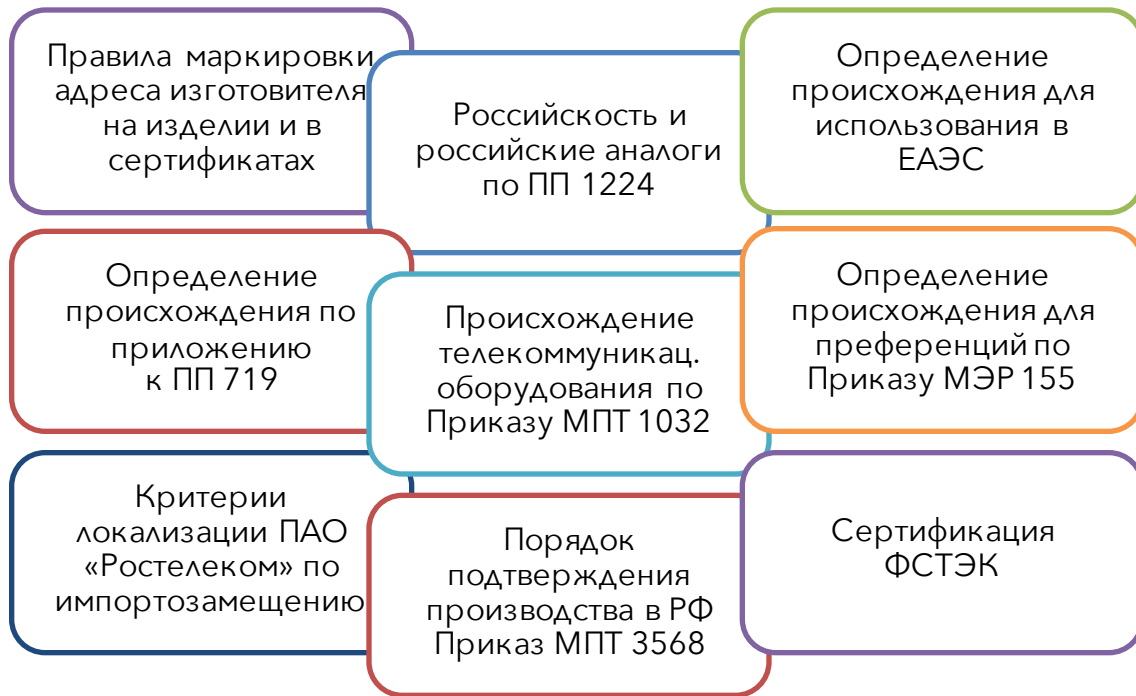 Правила маркировки
адреса изготовителя
на изделии и в
сертификатах
Российскость и
российские аналоги
по ПП 1224
Определение
происхождения для
использования в
ЕАЭС
Определение
происхождения по
приложению
к ПП 719
Происхождение
телекоммуникац.
оборудования по
Приказу МПТ 1032
Определение
происхождения для
преференций по
Приказу МЭР 155
Критерии
локализации ПАО
«Ростелеком» по
импортозамещению
Порядок
подтверждения
производства в РФ
Приказ МПТ 3568
Сертификация
ФСТЭК